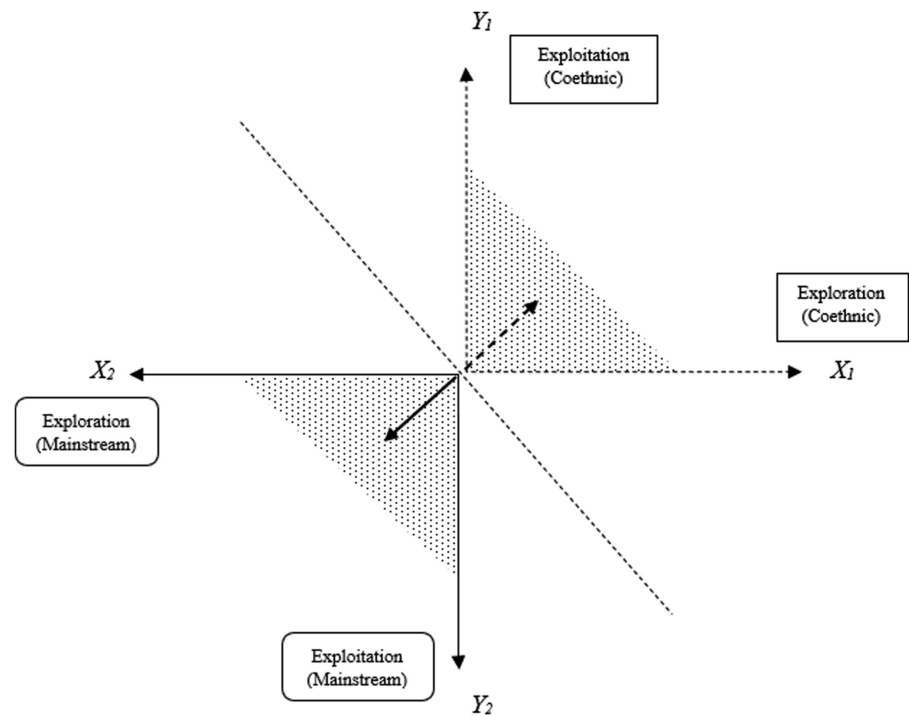 Y1
Exploitation
(Coethnic)
Exploration
(Coethnic)
X2
X1
Exploration
(Mainstream)
Exploitation
(Mainstream)
Y2